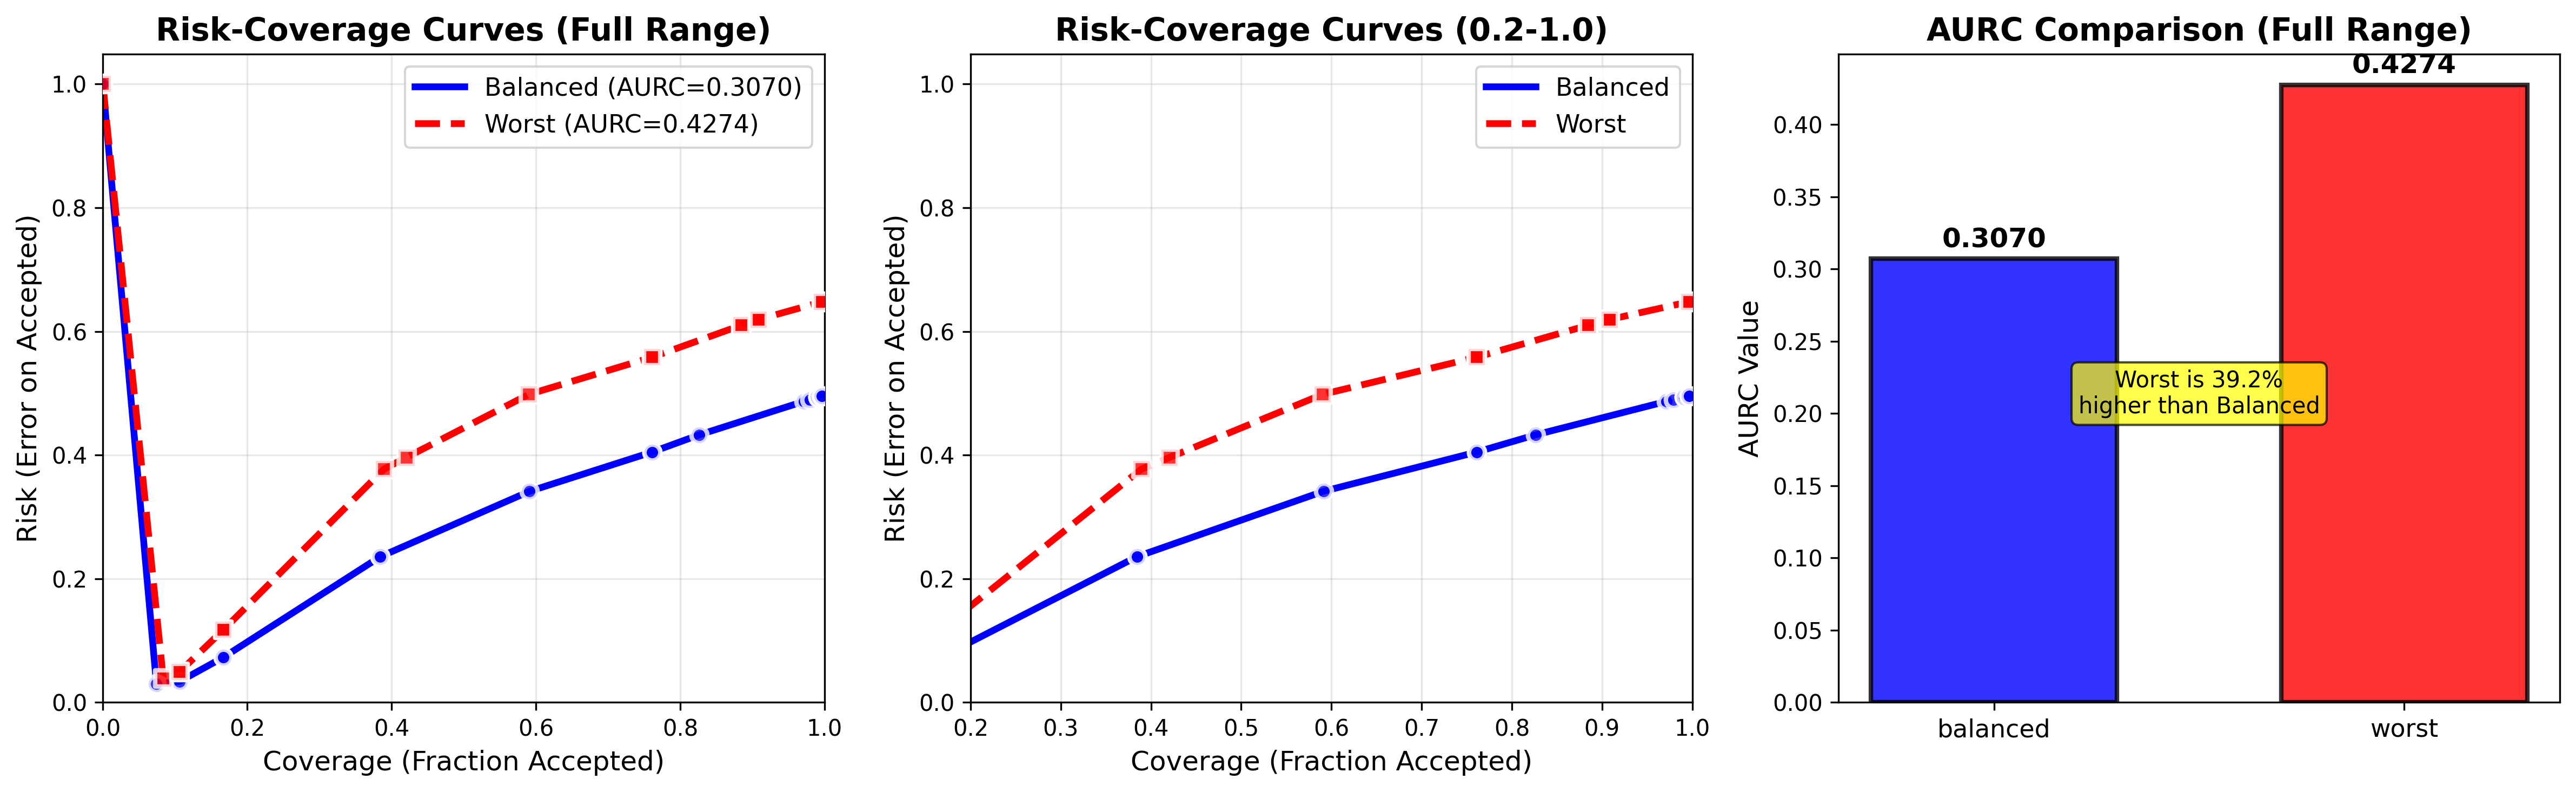 Risk-Coverage Curves (Full Range)
Risk (Error on Accepted)
1.0
0.8
0.6
0.4
0.2
0.0
Balanced (AURC=0.3070)
Worst (AURC=0.4274)
0.0 0.2 0.4 0.6 0.8 1.0
Coverage (Fraction Accepted)
Risk-Coverage Curves (0.2-1.0)
Risk (Error on Accepted)
1.0
0.8
0.6
0.4
0.2
0.0
Balanced
Worst
0.2 0.3 0.4 0.5 0.6 0.7 0.8 0.9 1.0
Coverage (Fraction Accepted)
AURC Comparison (Full Range)
AURC Value
0.40
0.35
0.30
0.25
0.20
0.15
0.10
0.05
0.00
0.3070
0.4274
Worst is 39.2%
higher than Balanced
balanced worst